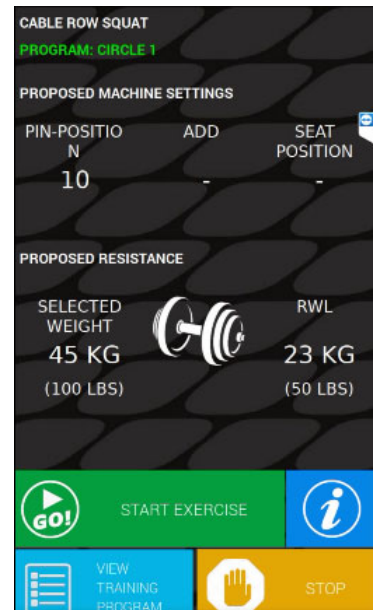 CABLE ROW SQUAT
PROGRAM: CIRCLE 1
PROPOSED MACHINE SETTINGS
PIN-POSITIO
N
ADD
SEAT
POSITION
10
-
-
PROPOSED RESISTANCE
SELECTED
WEIGHT
RWL
45 KG
23 KG
(100 LBS)
(50 LBS)
GO!
START EXERCISE
i
VIEW
TRAINING
PROGRAM
STOP